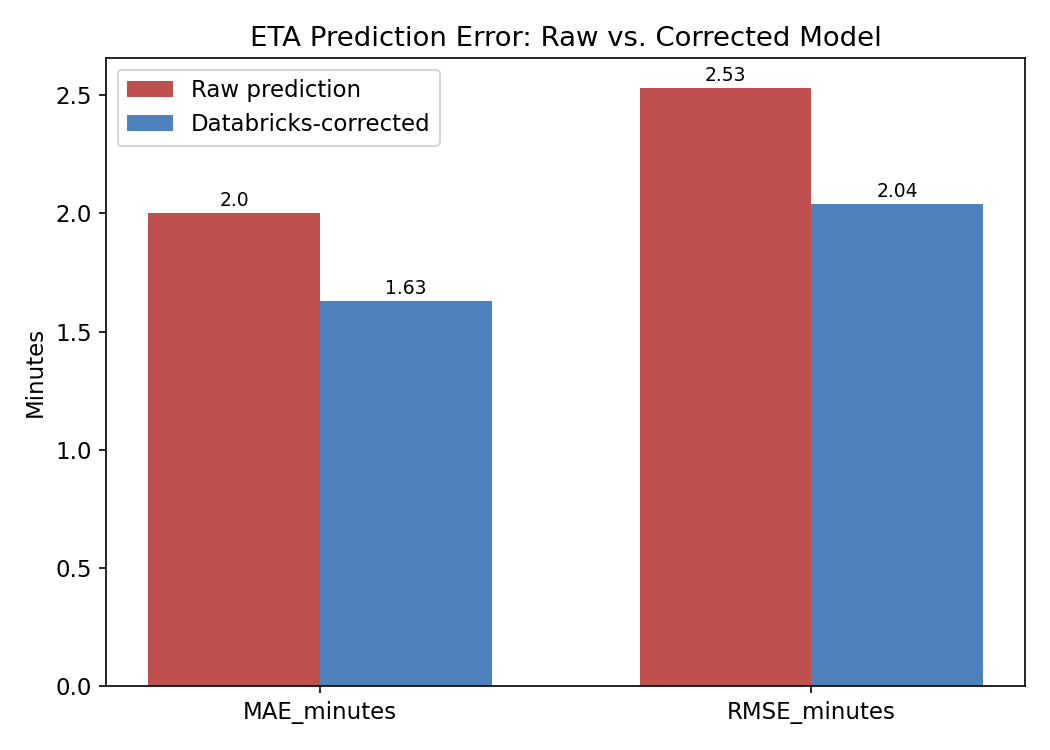 ETA Prediction Error: Raw vs. Corrected Model
Raw prediction
Databricks-corrected
Minutes
2.5
2.0
1.5
1.0
0.5
0.0
2.0
1.63
2.53
2.04
MAE_minutes
RMSE_minutes